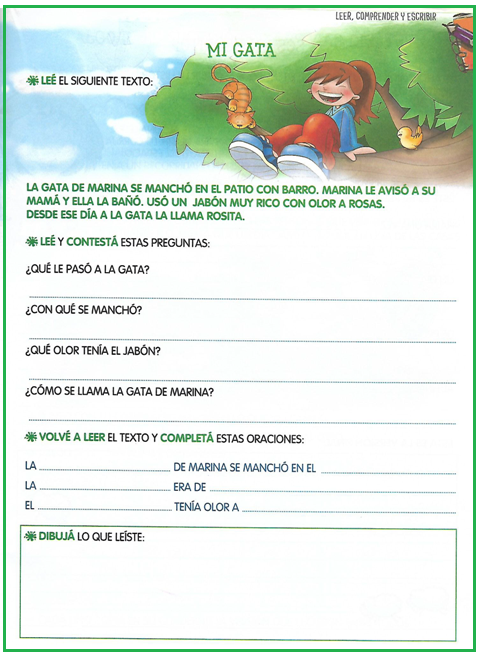 LEER, COMPRENDER Y ESCRIBIR
MI GATA
LEÉ EL SIGUIENTE TEXTO:
LA GATA DE MARINA SE MANCHÓ EN EL PATIO CON BARRO. MARINA LE AVISÓ A SU
MAMÁ Y ELLA LA BAÑÓ. USÓ UN JABÓN MUY RICO CON OLOR A ROSAS.
DESDE ESE DÍA A LA GATA LA LLAMA ROSITA.
LEÉ Y CONTESTÁ ESTAS PREGUNTAS:
¿QUÉ LE PASÓ A LA GATA?
¿CON QUÉ SE MANCHÓ?
¿QUÉ OLOR TENÍA EL JABÓN?
¿CÓMO SE LLAMA LA GATA DE MARINA?
VOLVÉ A LEER EL TEXTO Y COMPLETÁ ESTAS ORACIONES:
LA DE MARINA SE MANCHÓ EN EL
LA ERA DE
EL TENÍA OLOR A
DIBUJÁ LO QUE LEÍSTE: